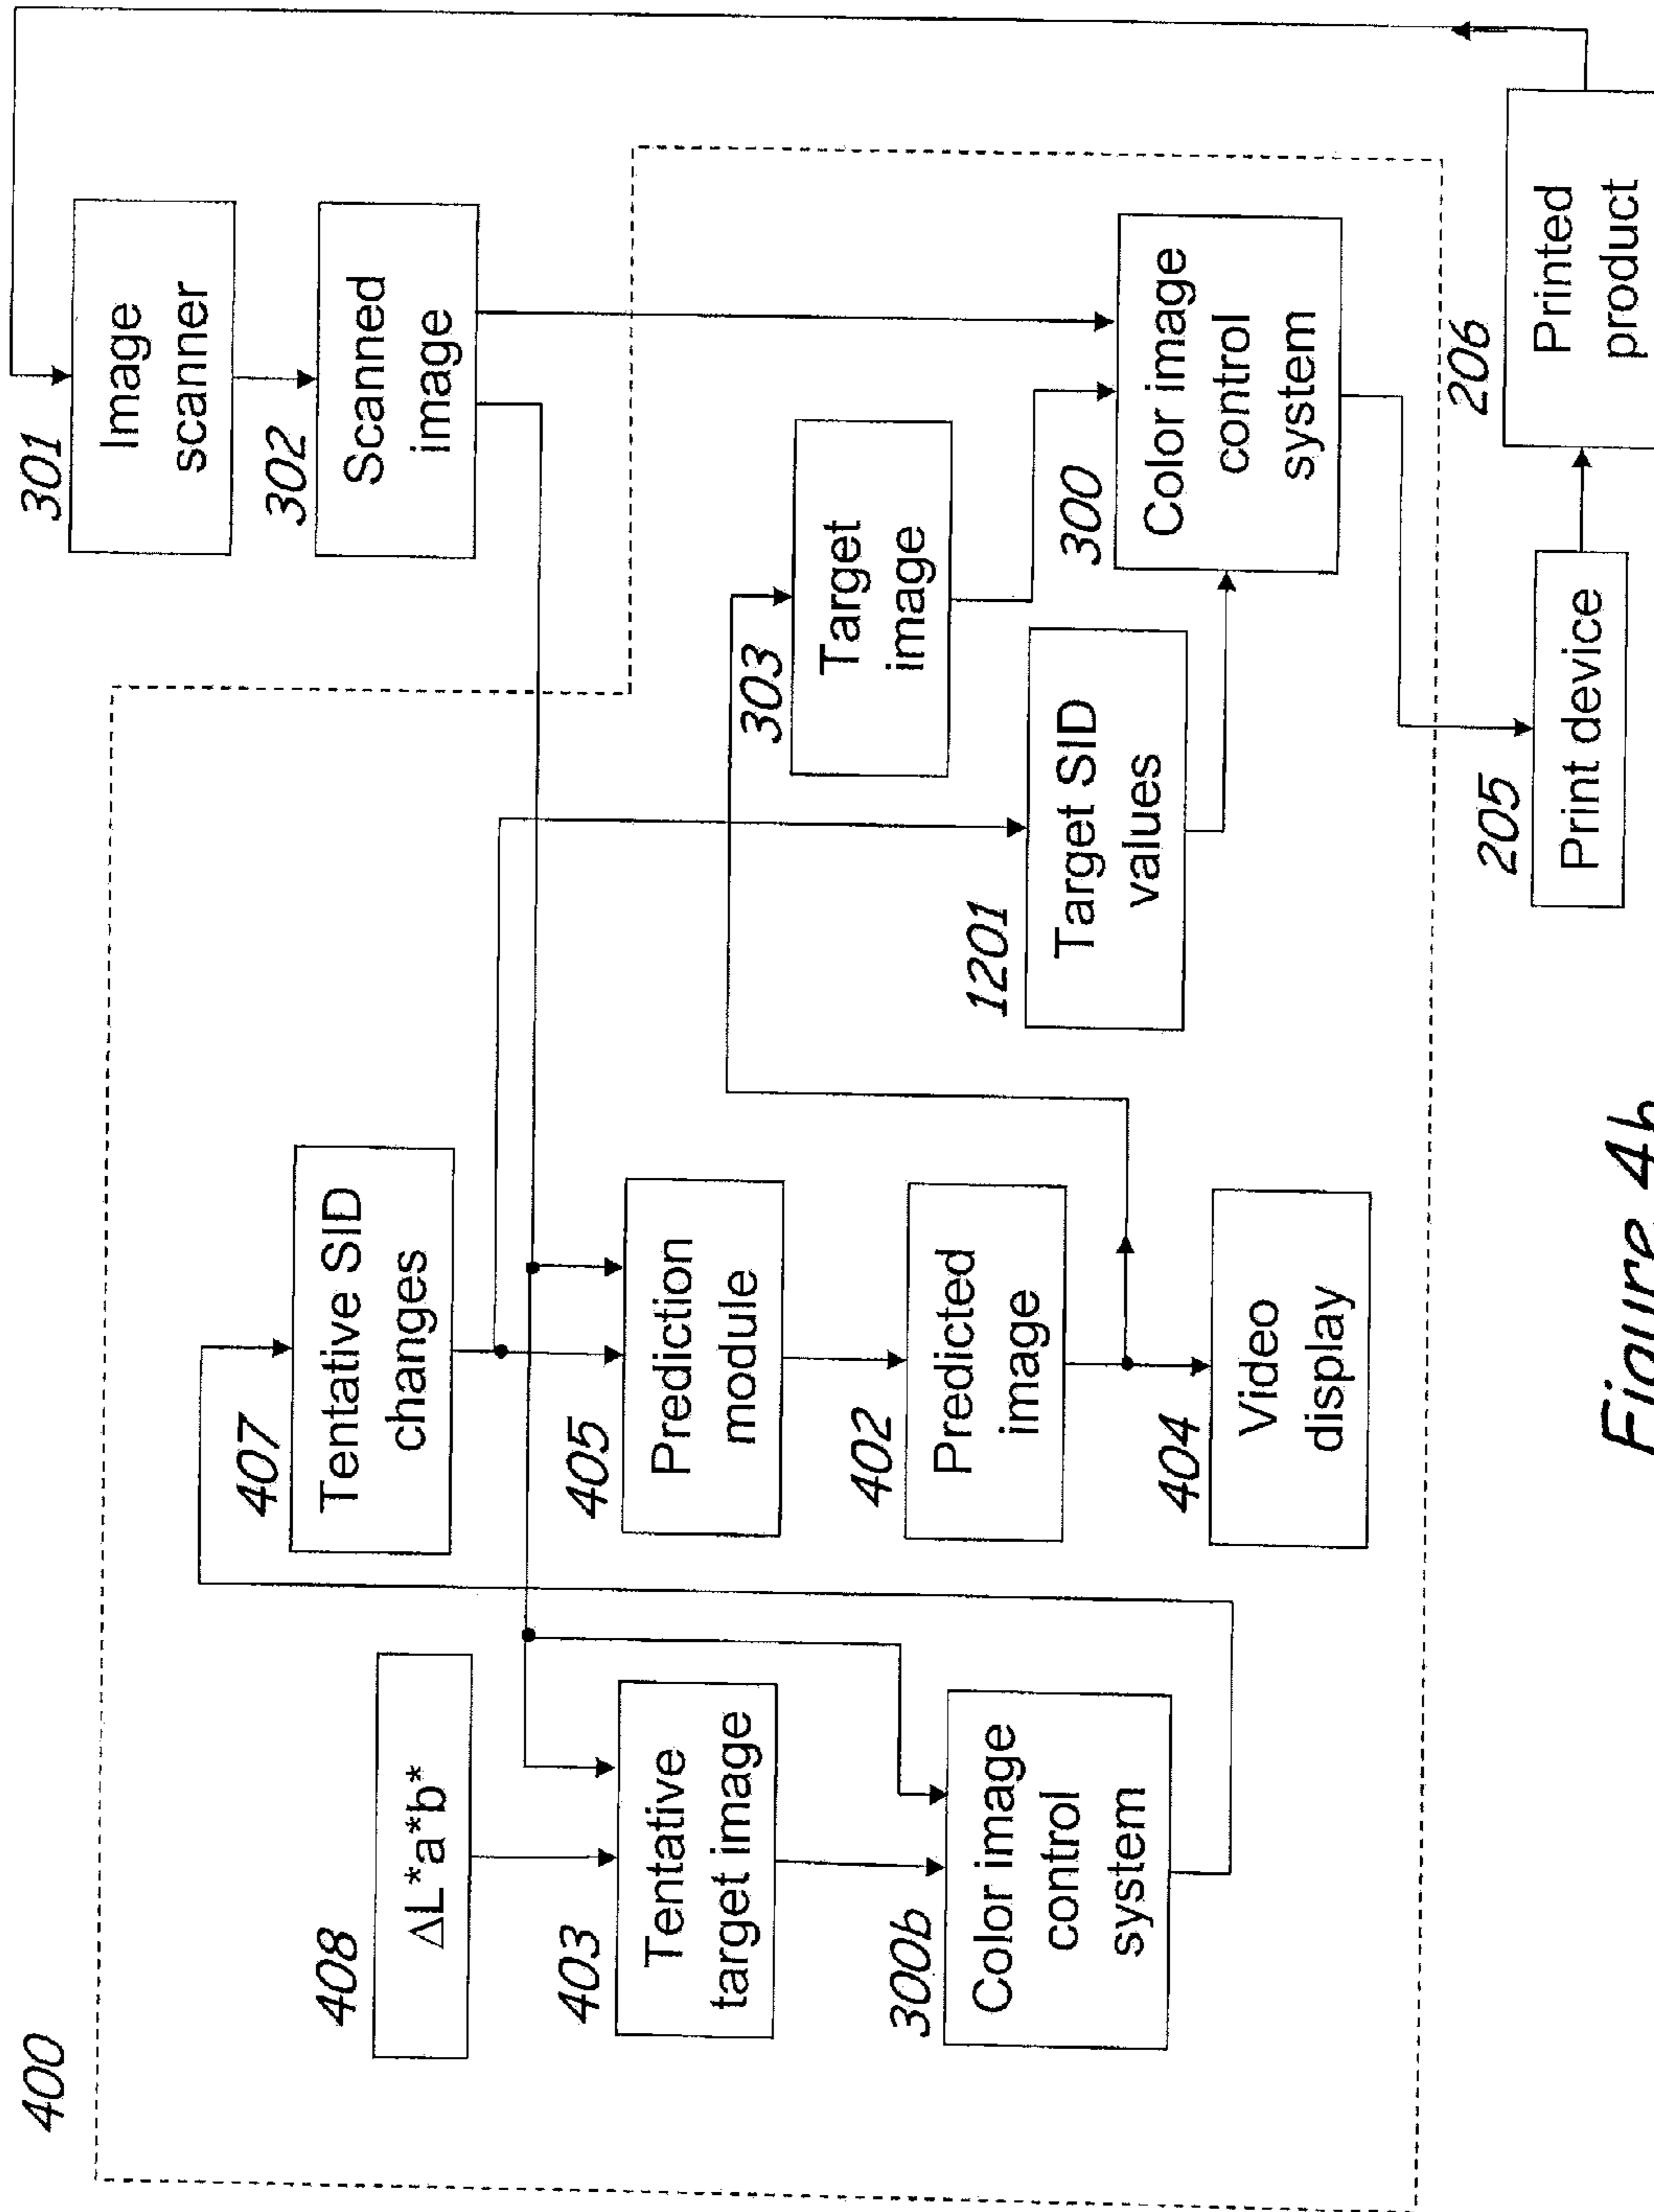 400
408
ΔL*a*b*
403
Tentative
target image
300b
Color image
control
system
407
Tentative SID
changes
405
Prediction
module
402
Predicted
image
404
Video
display
301
Image
scanner
302
Scanned
image
303
Target
image
1201
Target SID
values
300
Color image
control
system
205
Print device
206
Printed
product
Figure 4b